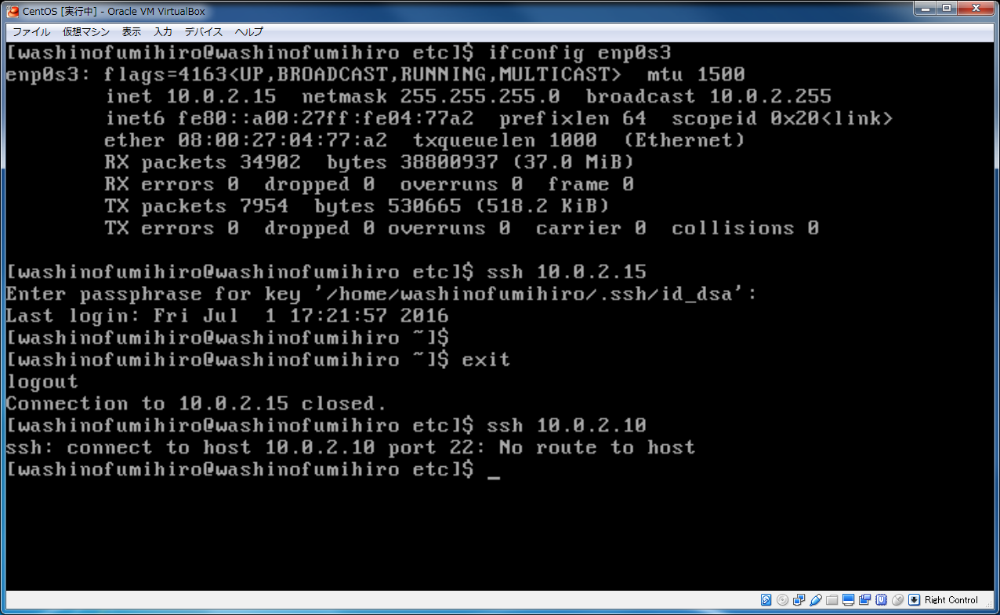 CentOS [実行中] - Oracle VM VirtualBox
ファイル 仮想マシン 表示 入力 デバイス ヘルプ
[washinofumihiro@washinofumihiro etc]$ ifconfig enp0s3
enp0s3: flags=4163<UP,BROADCAST,RUNNING,MULTICAST>  mtu 1500
        inet 10.0.2.15  netmask 255.255.255.0  broadcast 10.0.2.255
        inet6 fe80::a00:27ff:fe04:77a2  prefixlen 64  scopeid 0x20<link>
        ether 08:00:27:04:77:a2  txqueuelen 1000  (Ethernet)
        RX packets 34902  bytes 38800937 (37.0 MiB)
        RX errors 0  dropped 0  overruns 0  frame 0
        TX packets 7954  bytes 530665 (518.2 KiB)
        TX errors 0  dropped 0 overruns 0  carrier 0  collisions 0
[washinofumihiro@washinofumihiro etc]$ ssh 10.0.2.15
Enter passphrase for key '/home/washinofumihiro/.ssh/id_dsa':
Last login: Fri Jul  1 17:21:57 2016
[washinofumihiro@washinofumihiro ~]$
[washinofumihiro@washinofumihiro ~]$ exit
logout
Connection to 10.0.2.15 closed.
[washinofumihiro@washinofumihiro etc]$ ssh 10.0.2.10
ssh: connect to host 10.0.2.10 port 22: No route to host
[washinofumihiro@washinofumihiro etc]$ _
Right Control